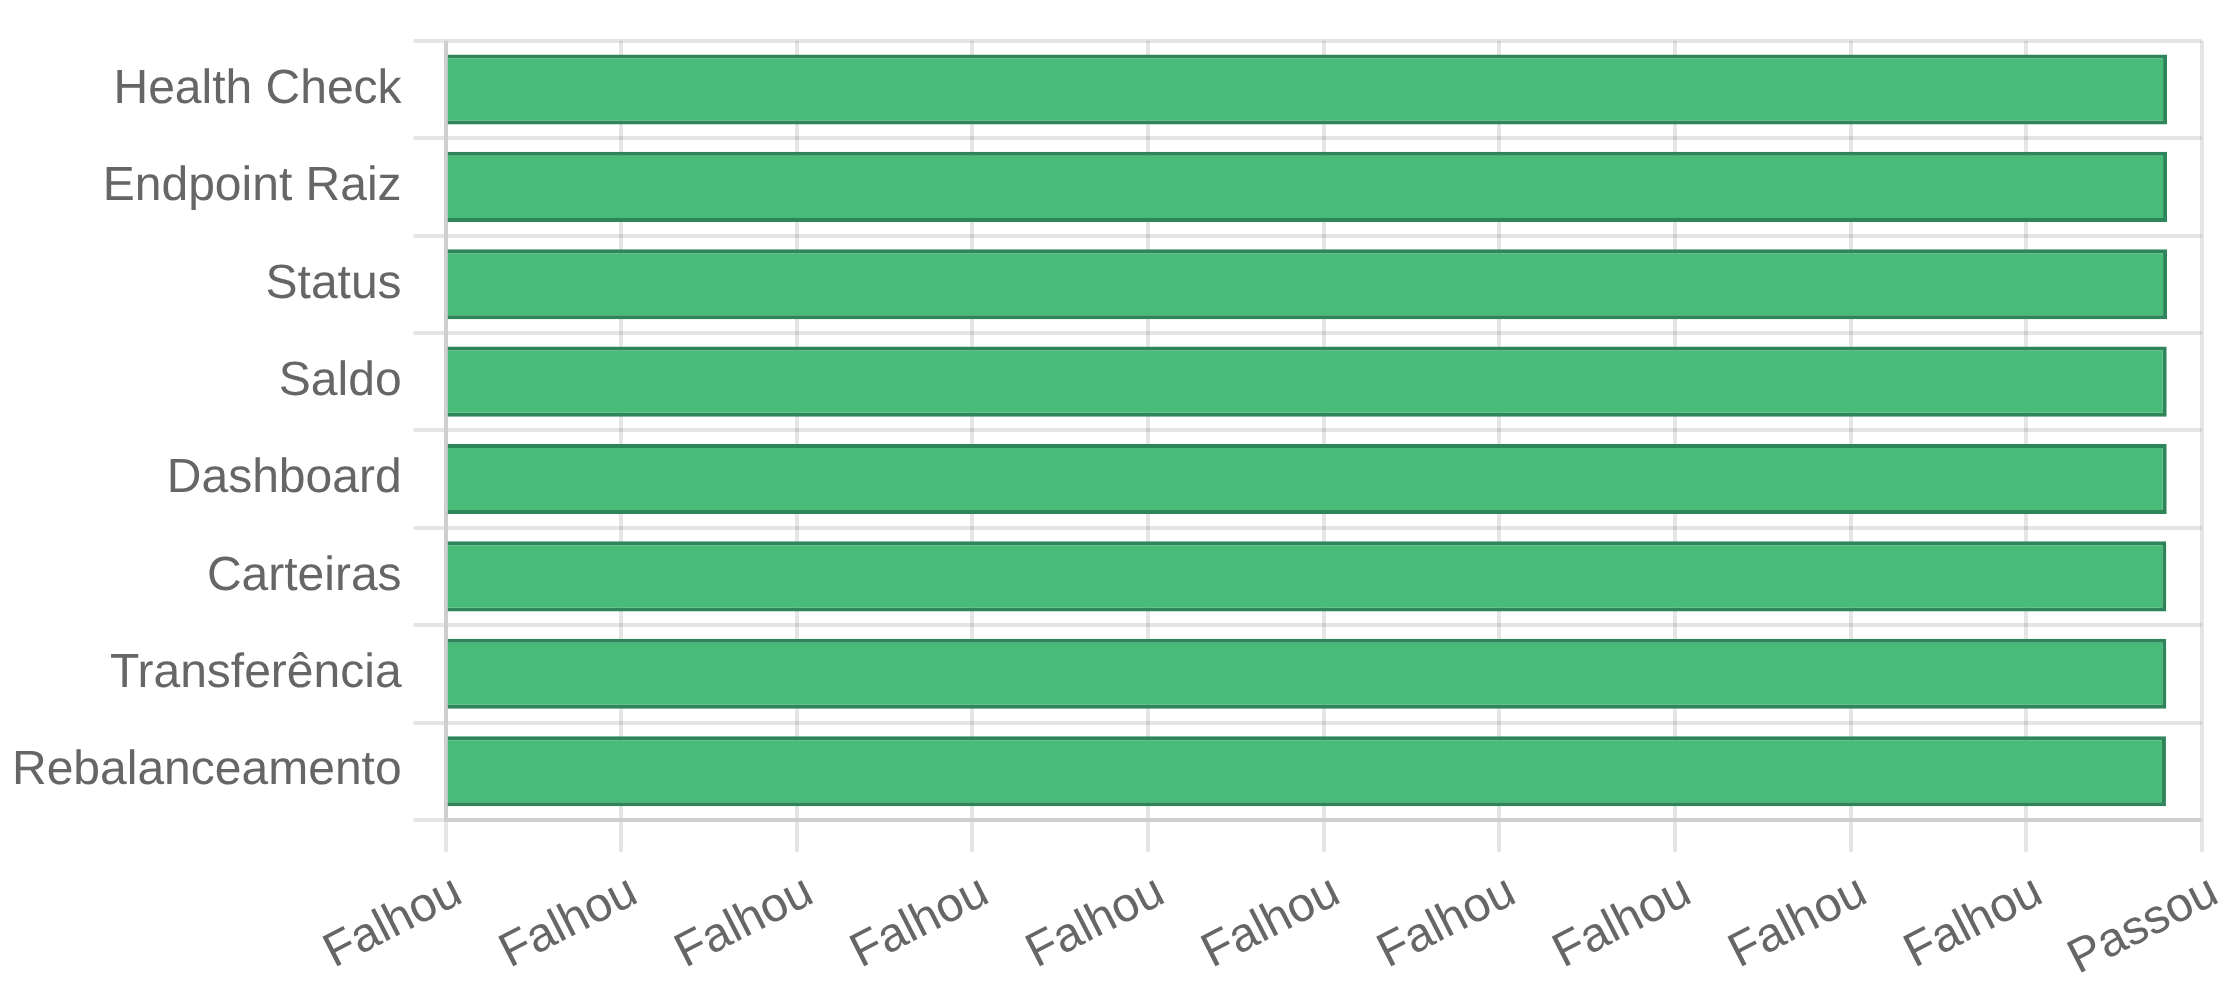 Health Check
Endpoint Raiz
Status
Saldo
Dashboard
Carteiras
Transferência
Rebalanceamento
Falhou
Falhou
Falhou
Falhou
Falhou
Falhou
Falhou
Falhou
Falhou
Falhou
Passou